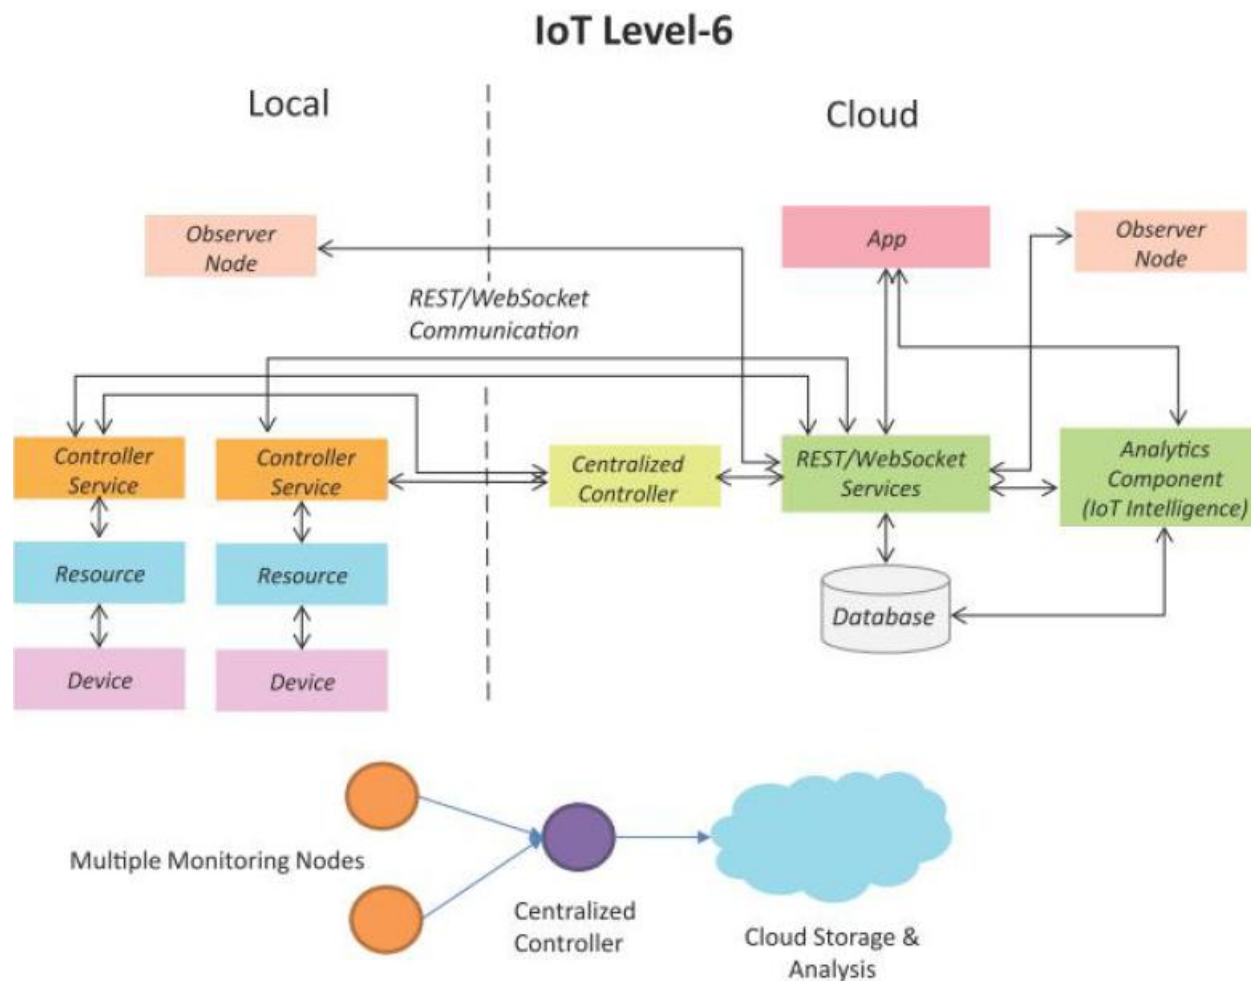 IoT Level-6
Local
Cloud
Observer
Node
App
Observer
Node
REST/WebSocket
Communication
Controller
Service
Controller
Service
Centralized
Controller
REST/WebSocket
Services
Analytics
Component
(IoT Intelligence)
Resource
Resource
Database
Device
Device
Multiple Monitoring Nodes
Centralized
Controller
Cloud Storage &
Analysis